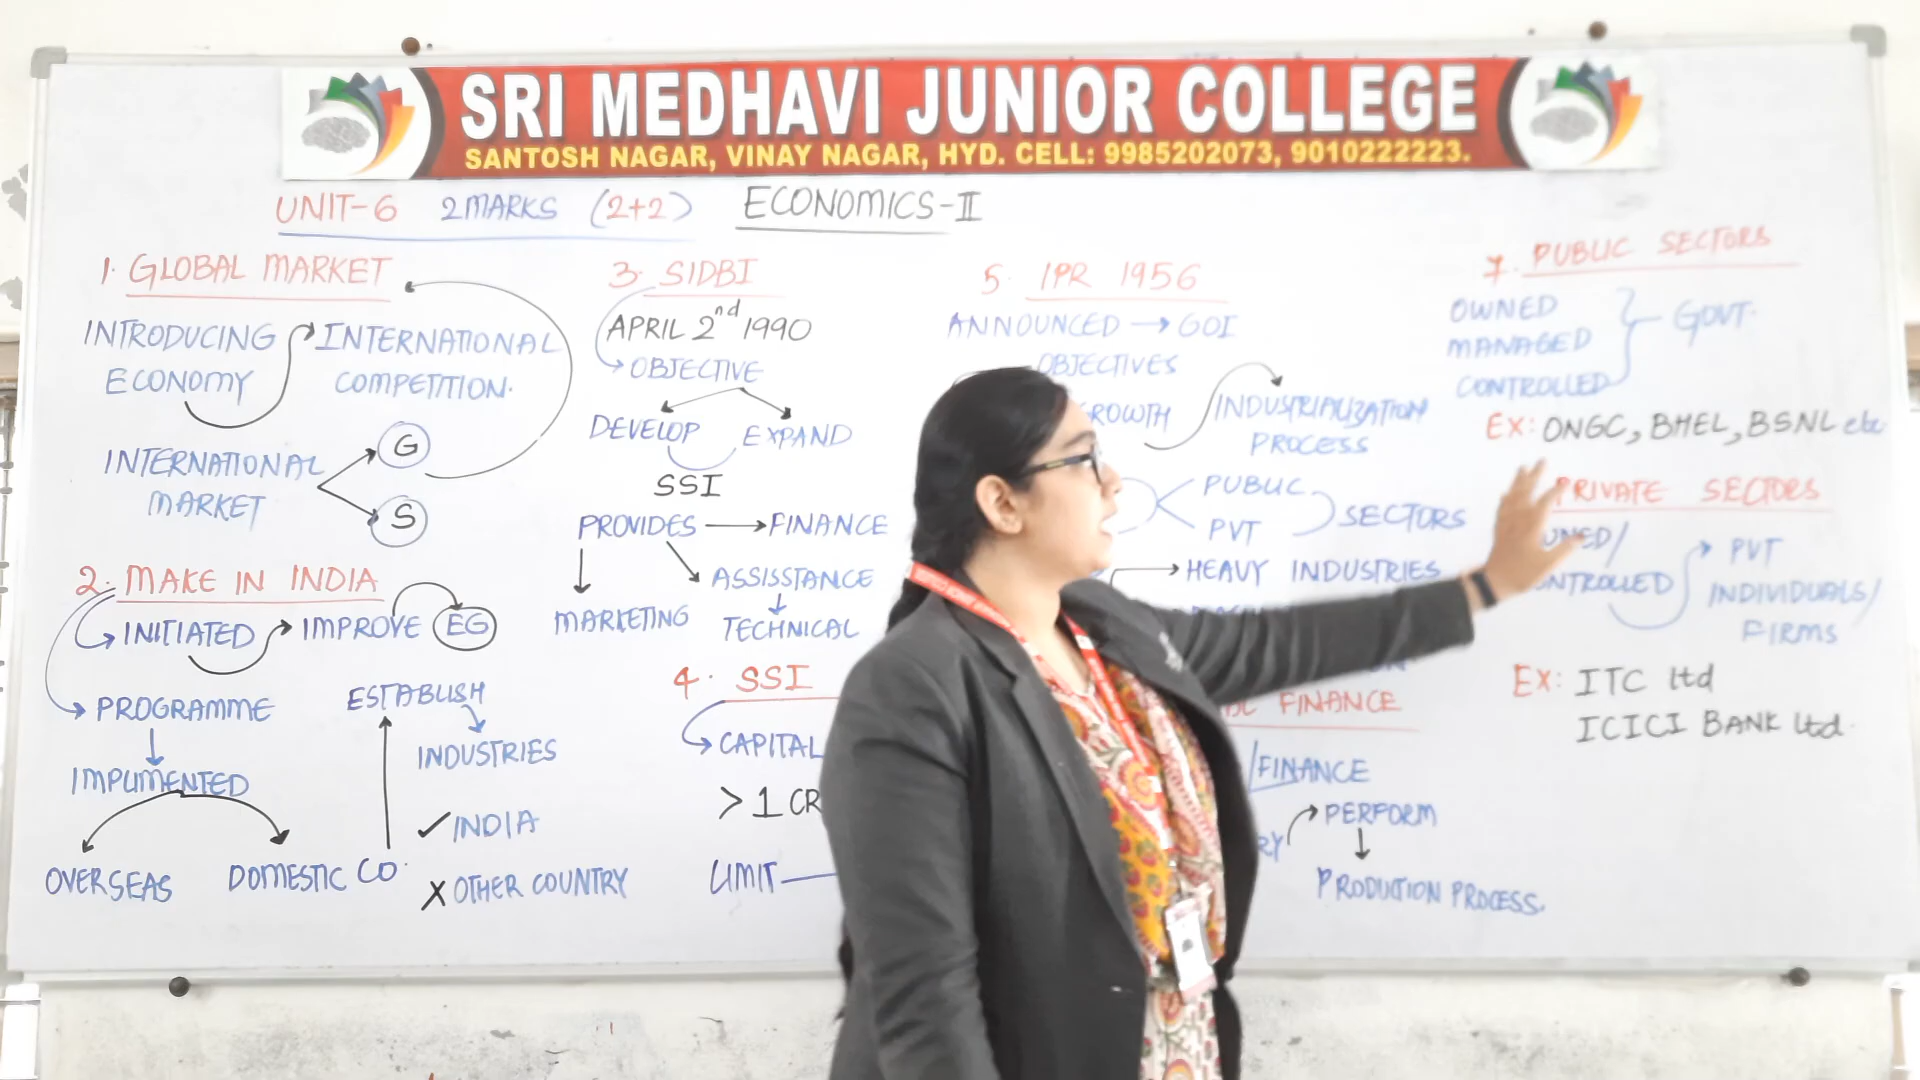 SRI MEDHAVI JUNIOR COLLEGE
SANTOSH NAGAR, VINAY NAGAR, HYD. CELL: 9985202073, 9010222223.
UNIT-6 2MARKS (2+2) ECONOMICS-II
1. GLOBAL MARKET
INTRODUCING INTERNATIONAL
ECONOMY COMPETITION.
INTERNATIONAL
MARKET
G
S
2. MAKE IN INDIA
INITIATED IMPROVE EG
PROGRAMME
IMPLIMENTED
OVERSEAS DOMESTIC CO.
ESTABLISH
INDUSTRIES
✓ INDIA
X OTHER COUNTRY
3. SIDBI
APRIL 2nd 1990
OBJECTIVE
DEVELOP EXPAND
SSI
PROVIDES → FINANCE
ASSISSTANCE
MARKETING TECHNICAL
4. SSI
CAPITAL
>1 CR
LIMIT
5. IPR 1956
ANNOUNCED → GOI
OBJECTIVES
GROWTH INDUSTRIALIZATION
PROCESS
PUBLIC
PVT
SECTORS
HEAVY INDUSTRIES
FINANCE
/FINANCE
PERFORM
PRODUCTION PROCESS.
7. PUBLIC SECTORS
OWNED
MANAGED
CONTROLLED
GOVT.
EX: ONGC, BHEL, BSNL etc
PRIVATE SECTORS
PVT
INDIVIDUALS/
FIRMS
EX: ITC ltd
ICICI BANK ltd.